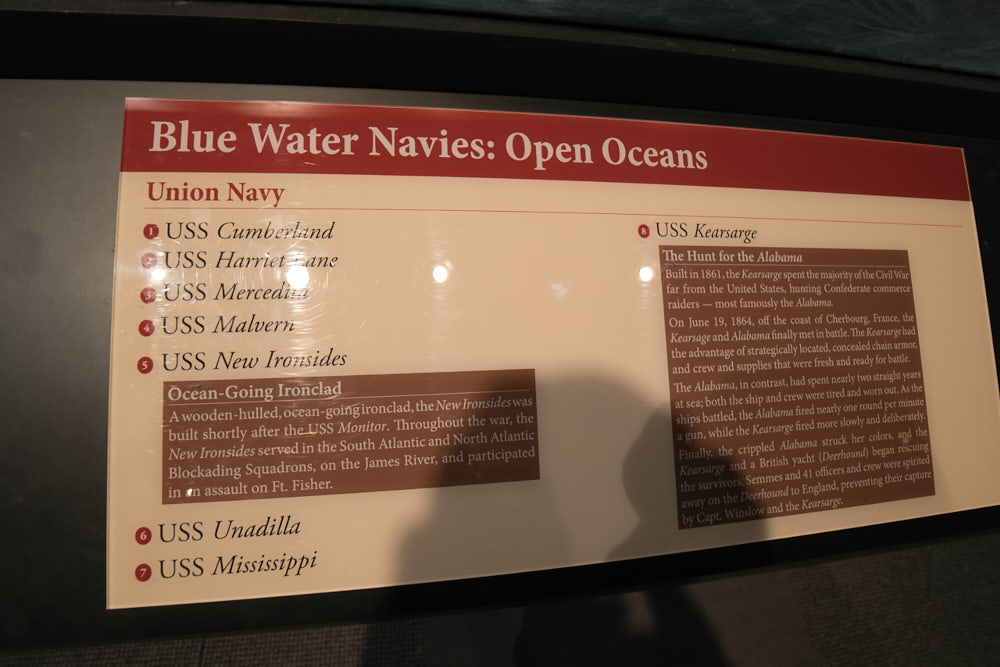 Blue Water Navies: Open Oceans
Union Navy
1 USS Cumberland
2 USS Harriet Lane
3 USS Mercedita
4 USS Malvern
5 USS New Ironsides
Ocean-Going Ironclad
A wooden-hulled, ocean-going ironclad, the New Ironsides was
built shortly after the USS Monitor. Throughout the war, the
New Ironsides served in the South Atlantic and North Atlantic
Blockading Squadrons, on the James River, and participated
in an assault on Ft. Fisher.
6 USS Unadilla
7 USS Mississippi
8 USS Kearsarge
The Hunt for the Alabama
Built in 1861, the Kearsarge spent the majority of the Civil War
far from the United States, hunting Confederate commerce
raiders — most famously the Alabama.
On June 19, 1864, off the coast of Cherbourg, France, the
Kearsage and Alabama finally met in battle. The Kearsarge had
the advantage of strategically located, concealed chain armor,
and crew and supplies that were fresh and ready for battle.
The Alabama, in contrast, had spent nearly two straight years
at sea; both the ship and crew were tired and worn out. As the
ships battled, the Alabama fired nearly one round per minute
a gun, while the Kearsarge fired more slowly and deliberately.
Finally, the crippled Alabama struck her colors, and the
Kearsarge and a British yacht (Deerhound) began rescuing
the survivors. Semmes and 41 officers and crew were spirited
away on the Deerhound to England, preventing their capture
by Capt. Winslow and the Kearsarge.